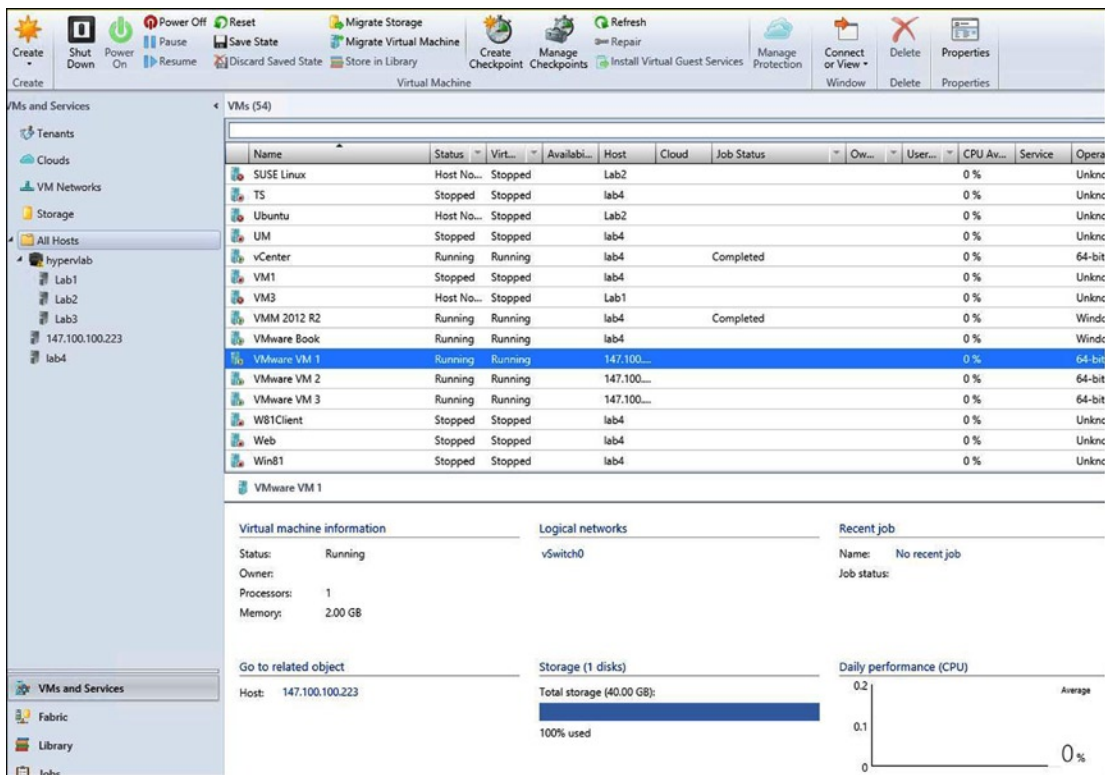 Create
Shut Down
Power On
Power Off
Pause
Resume
Reset
Save State
Discard Saved State
Migrate Storage
Migrate Virtual Machine
Store in Library
Create Checkpoint
Manage Checkpoints
Refresh
Repair
Install Virtual Guest Services
Manage Protection
Connect or View
Delete
Properties
Create Virtual Machine Window Delete Properties
VMs and Services
Tenants
Clouds
VM Networks
Storage
All Hosts
hypervlab
Lab1
Lab2
Lab3
147.100.100.223
lab4
VMs and Services
Fabric
Library
Jobs
VMs (54)
Name Status Virt... Availabi... Host Cloud Job Status Ow... User... CPU Av... Service Opera
SUSE Linux Host No... Stopped Lab2 0 % Unkno
TS Stopped Stopped lab4 0 % Unkno
Ubuntu Host No... Stopped Lab2 0 % Unkno
UM Stopped Stopped lab4 0 % Unkno
vCenter Running Running lab4 Completed 0 % 64-bit
VM1 Stopped Stopped lab4 0 % Unkno
VM3 Host No... Stopped Lab1 0 % Unkno
VMM 2012 R2 Running Running lab4 Completed 0 % Windo
VMware Book Running Running lab4 0 % Windo
VMware VM 1 Running Running 147.100.... 0 % 64-bit
VMware VM 2 Running Running 147.100.... 0 % 64-bit
VMware VM 3 Running Running 147.100.... 0 % 64-bit
W81Client Stopped Stopped lab4 0 % Unkno
Web Stopped Stopped lab4 0 % Unkno
Win81 Stopped Stopped lab4 0 % Unkno
VMware VM 1
Virtual machine information
Status: Running
Owner:
Processors: 1
Memory: 2.00 GB
Logical networks
vSwitch0
Recent job
Name: No recent job
Job status:
Go to related object
Host: 147.100.100.223
Storage (1 disks)
Total storage (40.00 GB):
100% used
Daily performance (CPU)
0.2
0.1
0
Average
0 %